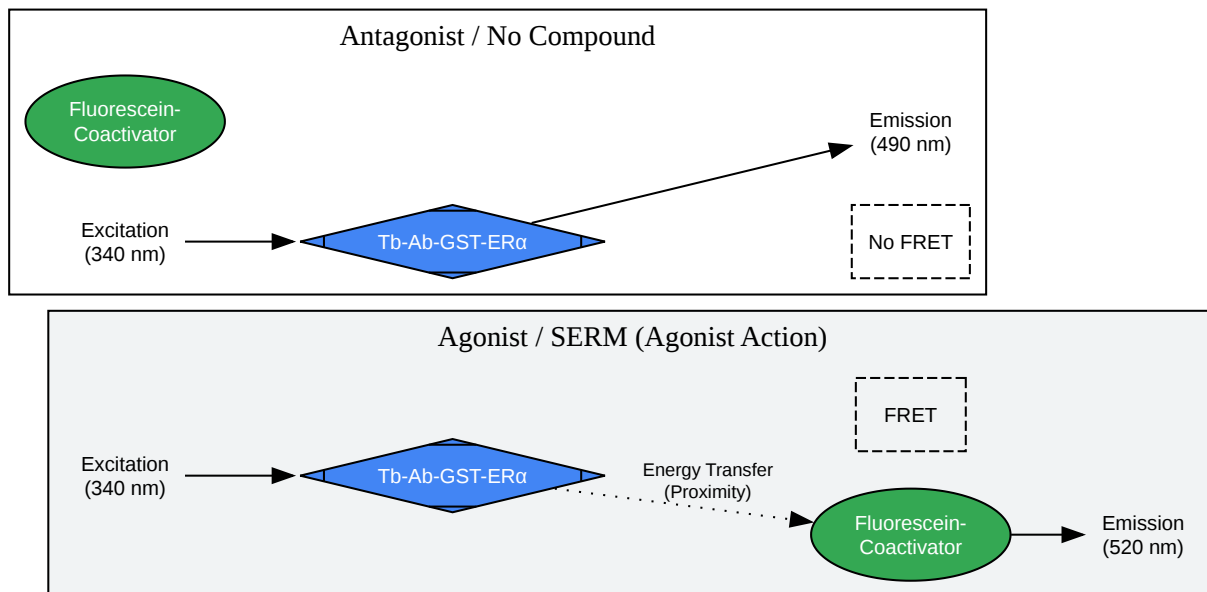 Antagonist / No Compound
Fluorescein-
Coactivator
Emission
(490 nm)
Excitation
(340 nm)
Tb-Ab-GST-ERα
No FRET
Agonist / SERM (Agonist Action)
FRET
Excitation
(340 nm)
Tb-Ab-GST-ERα
Energy Transfer
(Proximity)
Fluorescein-
Coactivator
Emission
(520 nm)